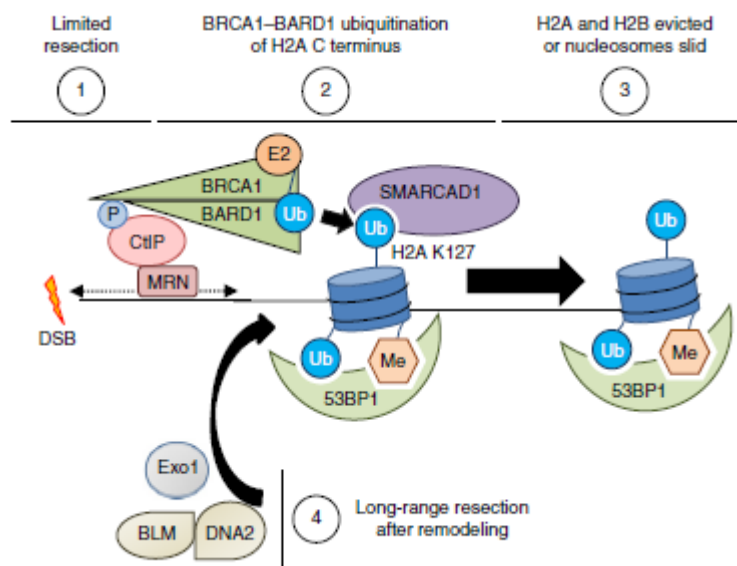 Limited
resection
1
BRCA1–BARD1 ubiquitination
of H2A C terminus
2
H2A and H2B evicted
or nucleosomes slid
3
E2
BRCA1
BARD1
Ub
P
CtIP
MRN
DSB
SMARCAD1
Ub
H2A K127
Ub
Me
53BP1
Ub
Ub
Me
53BP1
Exo1
BLM
DNA2
4
Long-range resection
after remodeling